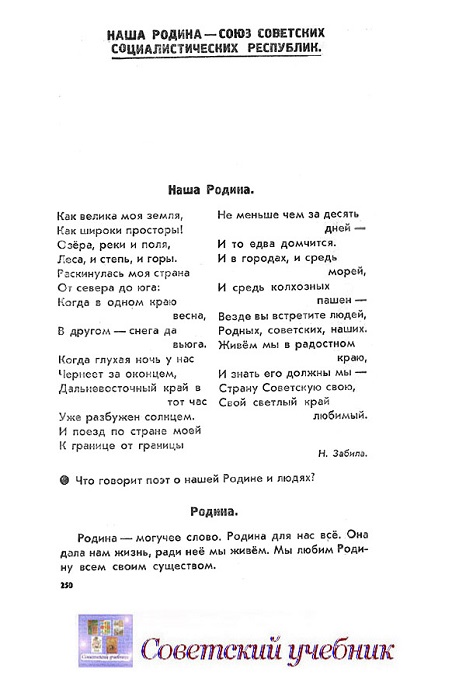 НАША РОДИНА — СОЮЗ СОВЕТСКИХ
СОЦИАЛИСТИЧЕСКИХ РЕСПУБЛИК.
Наша Родина.
Как велика моя земля,
Как широки просторы!
Озёра, реки и поля,
Леса, и степь, и горы.
Раскинулась моя страна
От севера до юга:
Когда в одном краю
весна,
В другом — снега да
вьюга.
Когда глухая ночь у нас
Чернеет за оконцем,
Дальневосточный край в
тот час
Уже разбужен солнцем.
И поезд по стране моей
К границе от границы
Не меньше чем за десять
дней —
И то едва домчится.
И в городах, и средь
морей,
И средь колхозных
пашен —
Везде вы встретите людей,
Родных, советских, наших.
Живём мы в радостном
краю,
И знать его должны мы —
Страну Советскую свою,
Свой светлый край
любимый.
Н. Забила.
Что говорит поэт о нашей Родине и людях?
Родина.
Родина — могучее слово. Родина для нас всё. Она
дала нам жизнь, ради неё мы живём. Мы любим Роди-
ну всем своим существом.
250
Советский учебник
Советский учебник